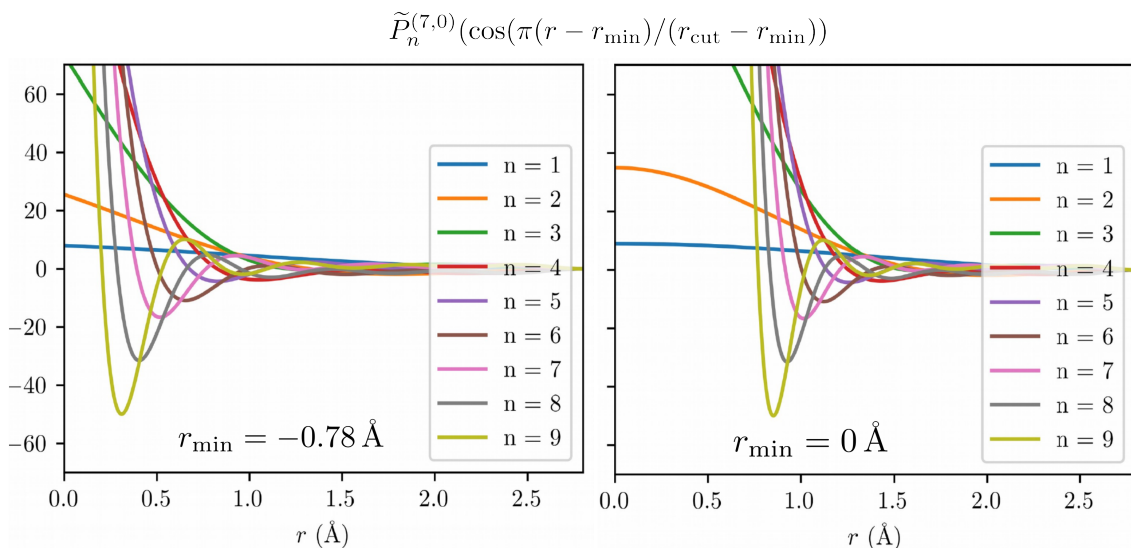 \widetilde{P}_n^{(7,0)}(cos(π(r − r_min)/(r_cut − r_min))
60
40
20
0
−20
−40
−60
n = 1
n = 2
n = 3
n = 4
n = 5
n = 6
n = 7
n = 8
n = 9
r_min = −0.78 Å
0.0 0.5 1.0 1.5 2.0 2.5
r (Å)
n = 1
n = 2
n = 3
n = 4
n = 5
n = 6
n = 7
n = 8
n = 9
r_min = 0 Å
0.0 0.5 1.0 1.5 2.0 2.5
r (Å)